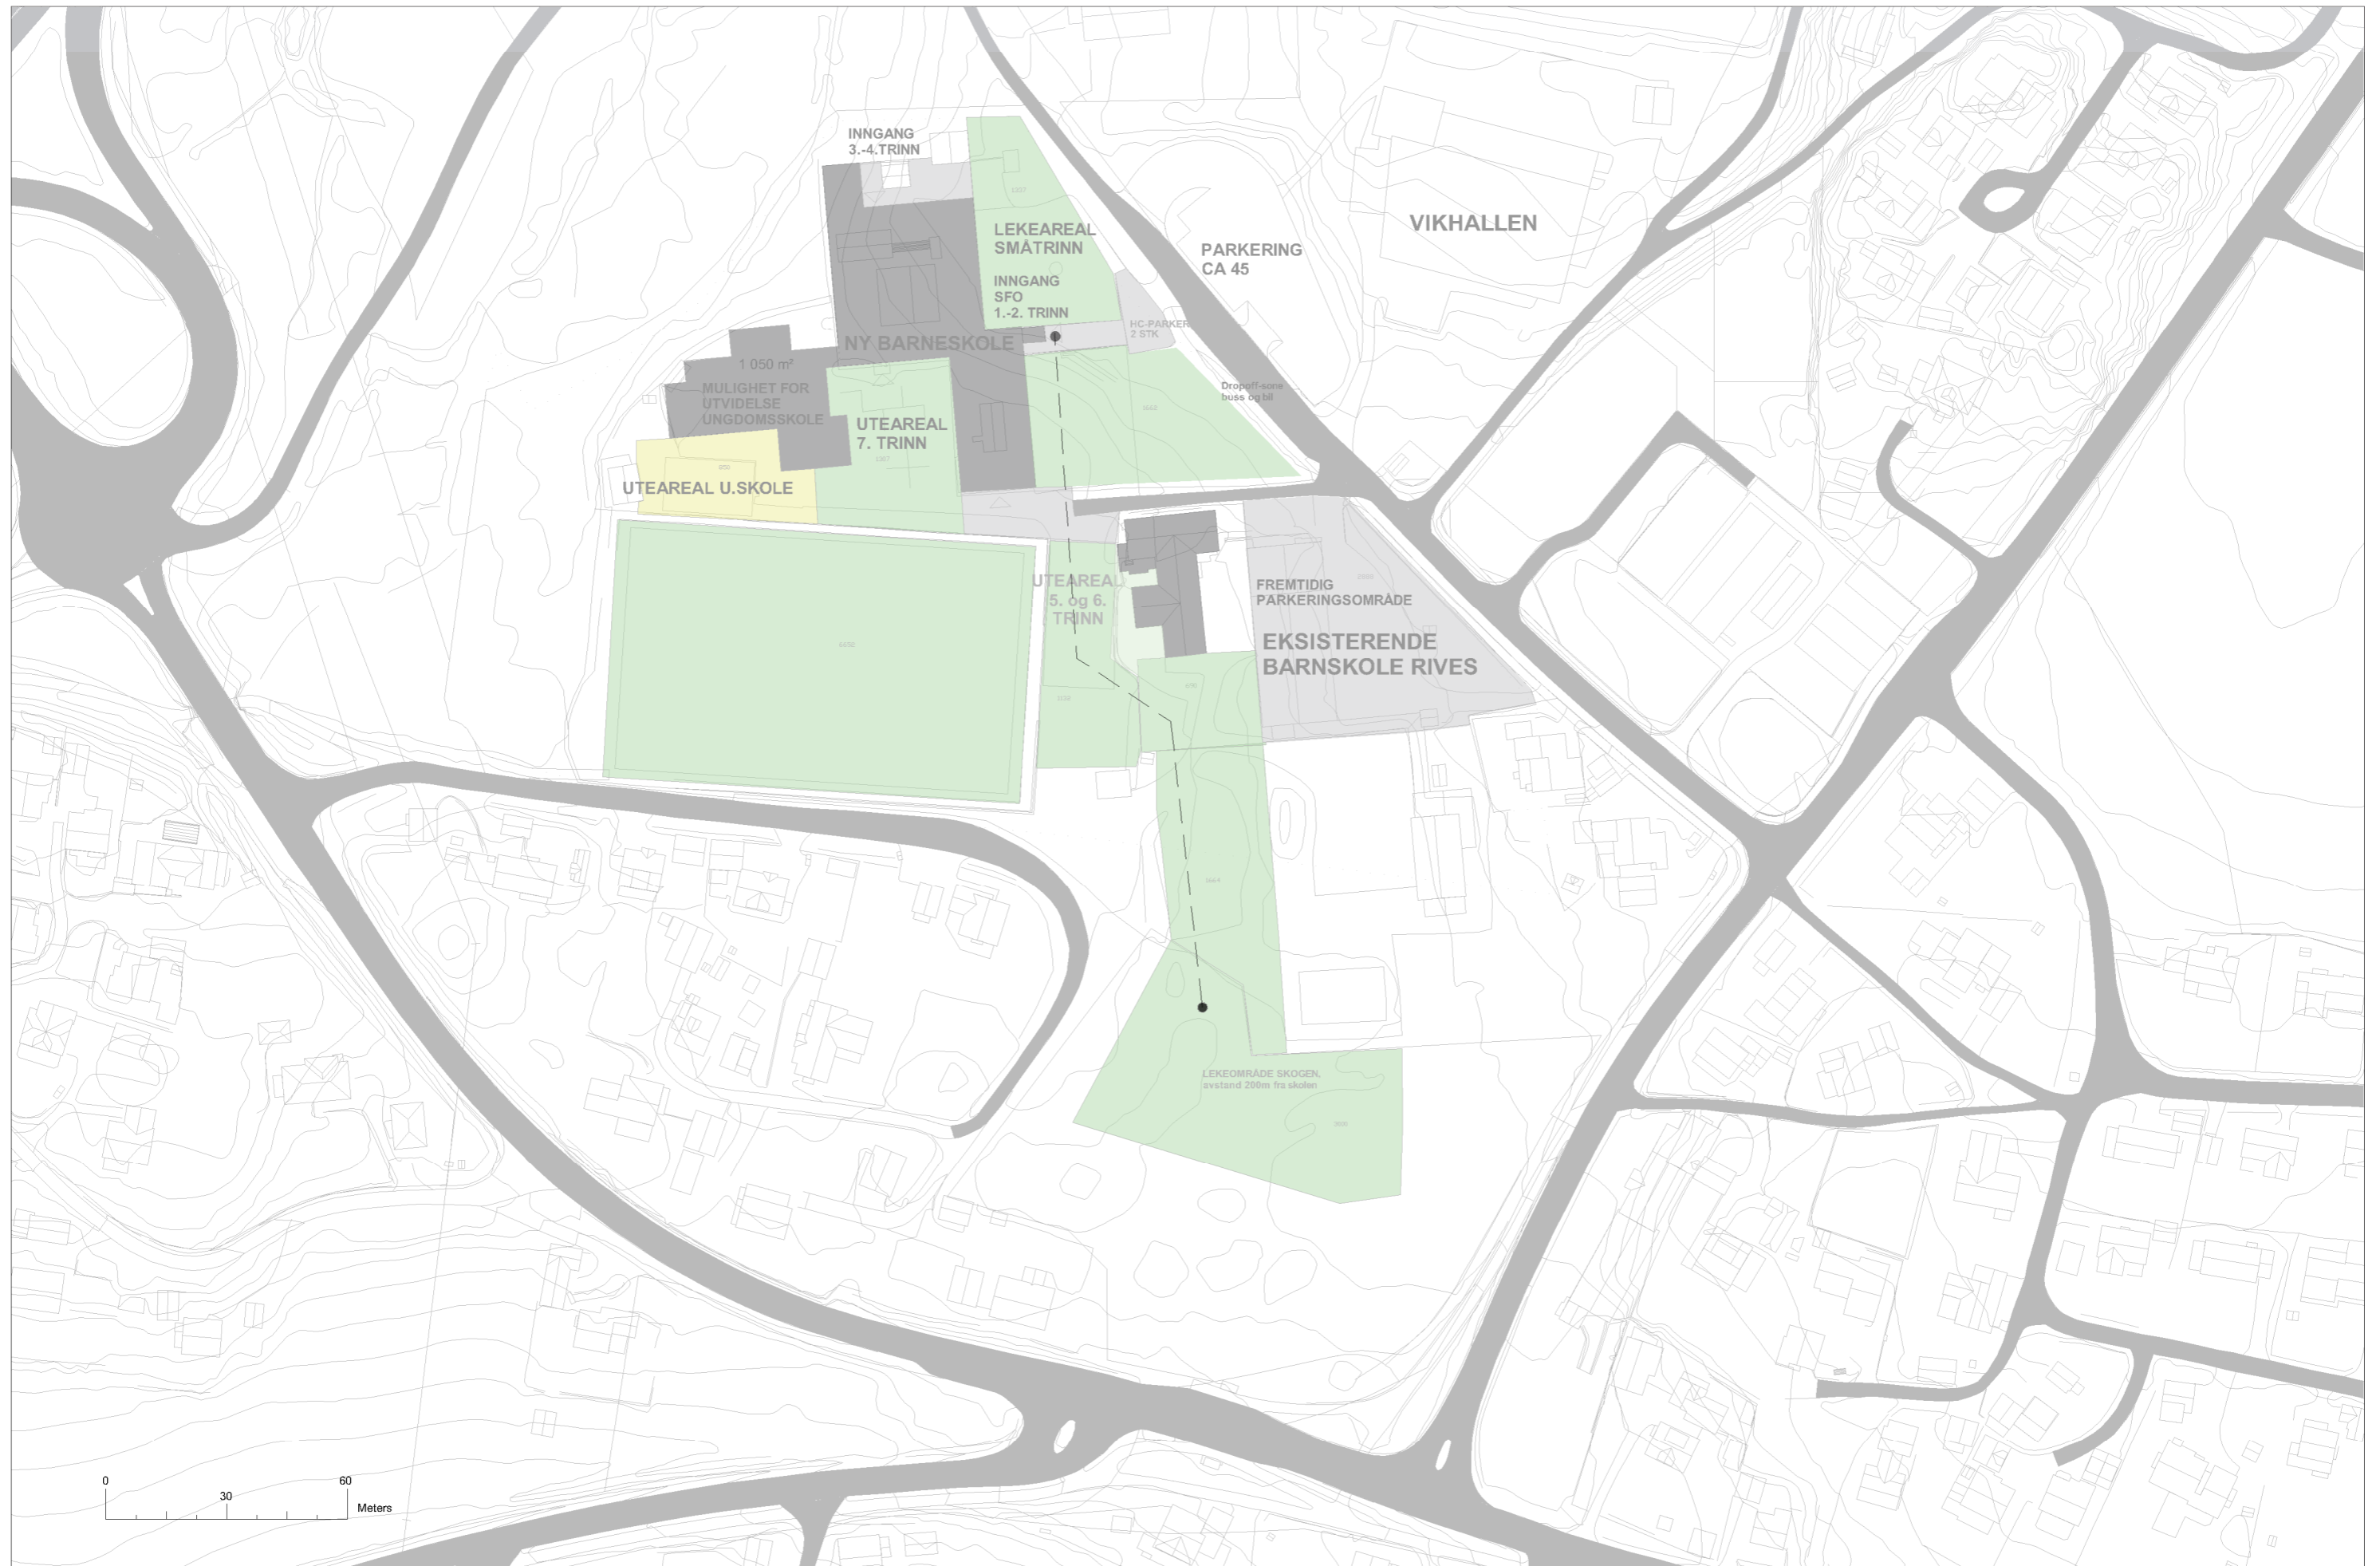 INNGANG
3.-4.TRINN
LEKEAREAL
SMÅTRINN
INNGANG
SFO
1.-2. TRINN
VIKHALLEN
PARKERING
CA 45
HC-PARKER
2 STK
NY BARNESKOLE
1 050 m²
MULIGHET FOR
UTVIDELSE
UNGDOMSSKOLE
UTEAREAL
7. TRINN
Dropoff-sone
buss og bil
UTEAREAL U.SKOLE
UTEAREAL
5. og 6.
TRINN
FREMTIDIG
PARKERINGSOMRÅDE
EKSISTERENDE
BARNSKOLE RIVES
LEKEOMRÅDE SKOGEN,
avstand 200m fra skolen
0 30 60
Meters